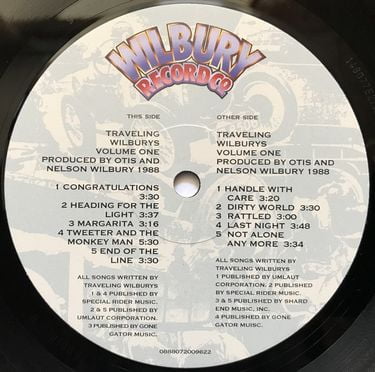 WILBURY
RECORD CO.
THIS SIDE
TRAVELING
WILBURYS
VOLUME ONE
PRODUCED BY OTIS AND
NELSON WILBURY 1988
1 CONGRATULATIONS
3:30
2 HEADING FOR THE
LIGHT 3:37
3 MARGARITA 3:16
4 TWEETER AND THE
MONKEY MAN 5:30
5 END OF THE
LINE 3:30
ALL SONGS WRITTEN BY
TRAVELING WILBURYS
1 & 4 PUBLISHED BY
SPECIAL RIDER MUSIC.
2 & 5 PUBLISHED BY
UMLAUT CORPORATION.
3 PUBLISHED BY GONE
GATOR MUSIC.
OTHER SIDE
TRAVELING
WILBURYS
VOLUME ONE
PRODUCED BY OTIS AND
NELSON WILBURY 1988
1 HANDLE WITH
CARE 3:20
2 DIRTY WORLD 3:30
3 RATTLED 3:00
4 LAST NIGHT 3:48
5 NOT ALONE
ANY MORE 3:34
ALL SONGS WRITTEN BY
TRAVELING WILBURYS
1 PUBLISHED BY UMLAUT
CORPORATION. 2 PUBLISHED
BY SPECIAL RIDER MUSIC.
3 & 5 PUBLISHED BY SHARD
END MUSIC, INC.
4 PUBLISHED BY GONE
GATOR MUSIC.
0888072009622